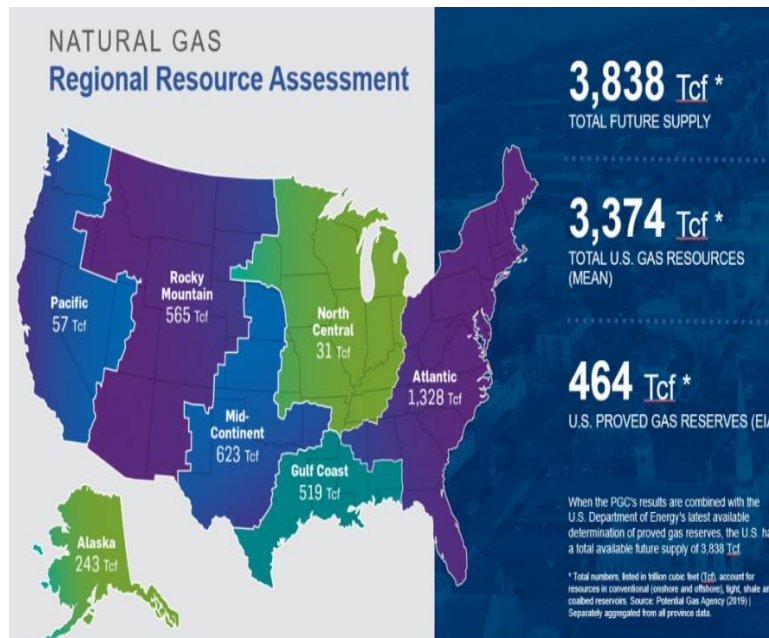 NATURAL GAS
Regional Resource Assessment
Pacific
57 Tcf
Rocky
Mountain
565 Tcf
North
Central
31 Tcf
Atlantic
1,328 Tcf
Mid-
Continent
623 Tcf
Gulf Coast
519 Tcf
Alaska
243 Tcf
3,838 Tcf *
TOTAL FUTURE SUPPLY
3,374 Tcf *
TOTAL U.S. GAS RESOURCES
(MEAN)
464 Tcf *
U.S. PROVED GAS RESERVES (EIA
When the PGC's results are combined with the
U.S. Department of Energy's latest available
determination of proved gas reserves, the U.S. ha
a total available future supply of 3,838 Tcf
* Total numbers, listed in trillion cubic feet (Tcf), account for
resources in conventional (onshore and offshore), tight, shale an
coalbed reservoirs. Source: Potential Gas Agency (2019) |
Separately aggregated from all province data.